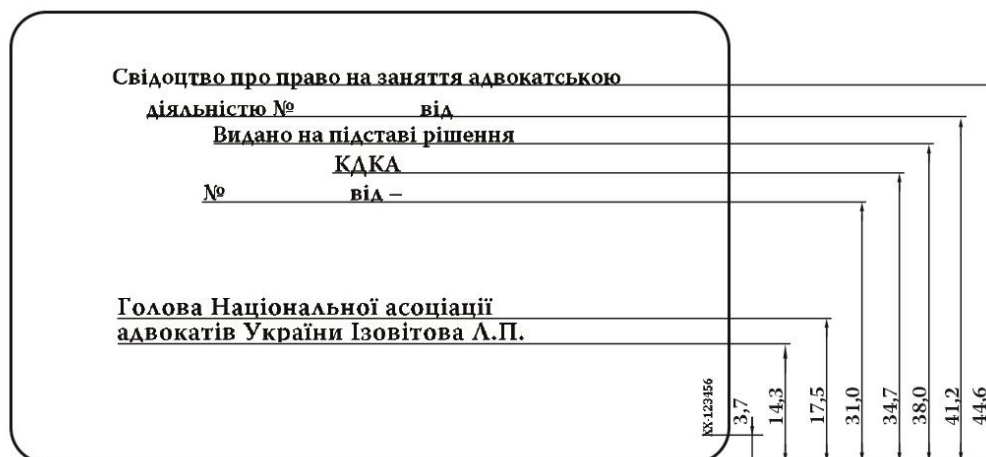 Свідоцтво про право на заняття адвокатською
діяльністю № від
Видано на підставі рішення
КДКА
№ від –
Голова Національної асоціації
адвокатів України Ізовітова Л.П.
ХХ-123456
3,7
14,3
17,5
31,0
34,7
38,0
41,2
44,6